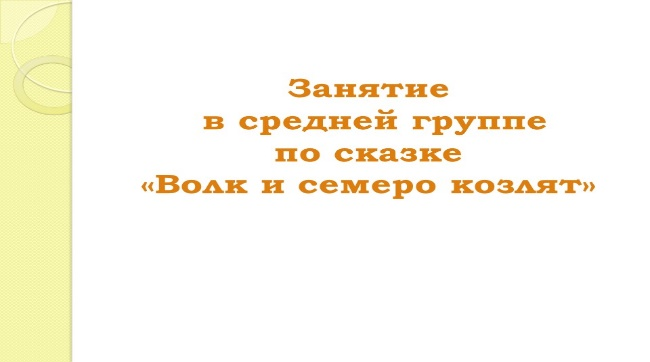 Занятие
в средней группе
по сказке
«Волк и семеро козлят»